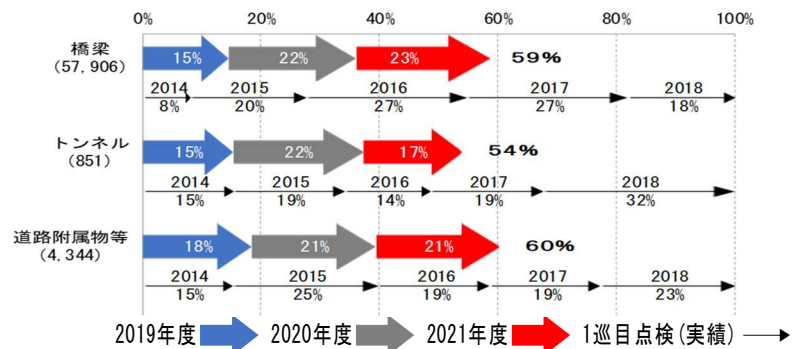 0% 20% 40% 60% 80% 100%
橋梁
(57,906)
15% 22% 23% 59%
2014 2015 2016 2017 2018
8% 20% 27% 27% 18%
トンネル
(851)
15% 22% 17% 54%
2014 2015 2016 2017 2018
15% 19% 14% 19% 32%
道路附属物等
(4,344)
18% 21% 21% 60%
2014 2015 2016 2017 2018
15% 25% 19% 19% 23%
2019年度 2020年度 2021年度 1巡目点検(実績)